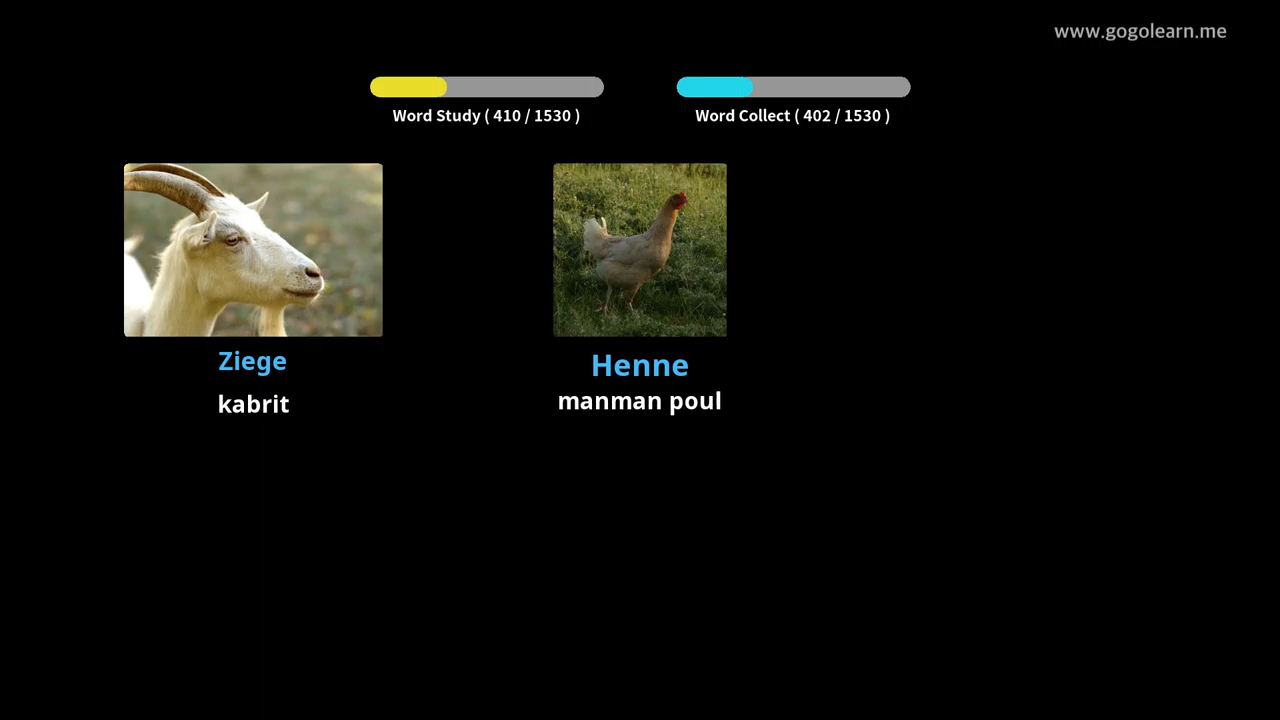 www.gogolearn.me
Word Study ( 410 / 1530 )
Word Collect ( 402 / 1530 )
Ziege
kabrit
Henne
manman poul